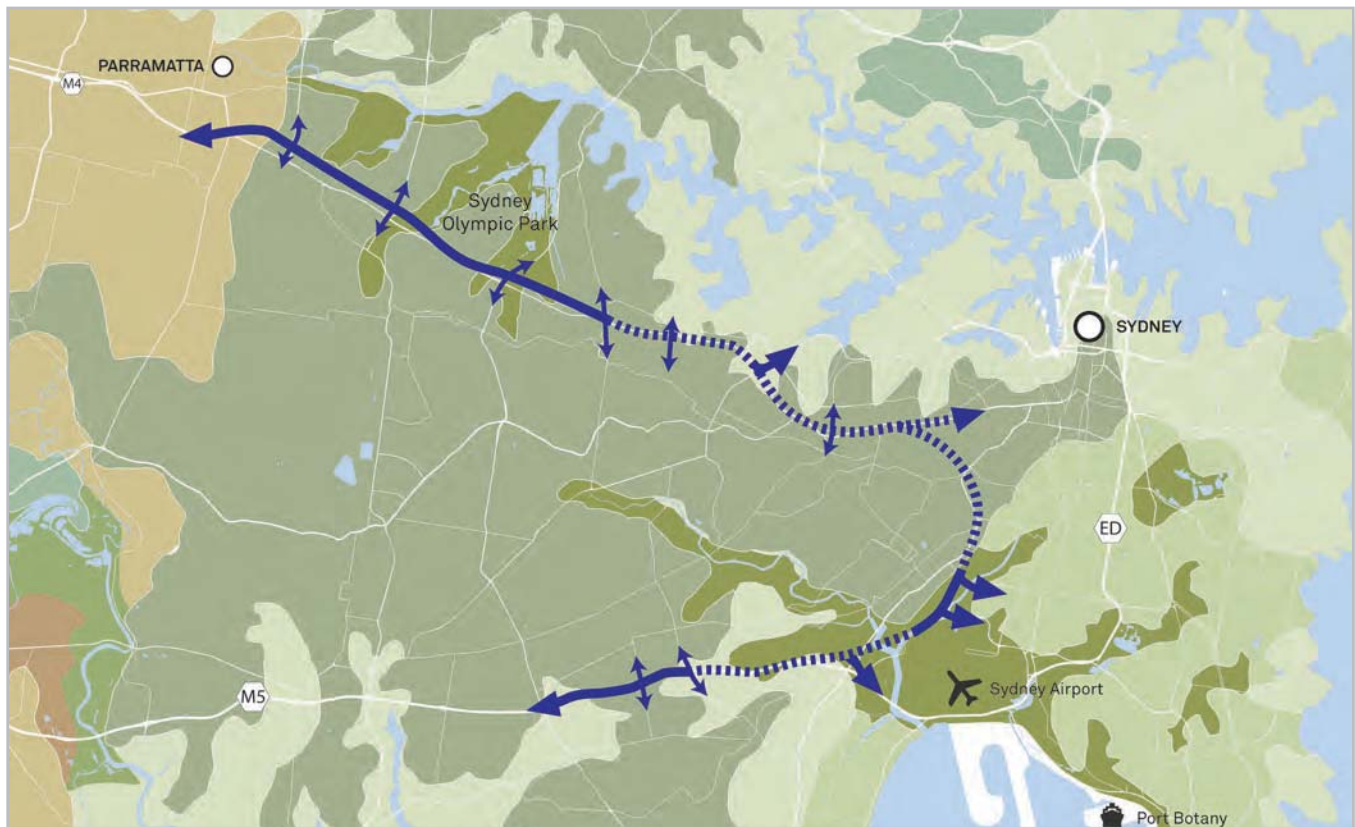 PARRAMATTA
M4
Sydney
Olympic Park
SYDNEY
ED
M5
Sydney Airport
Port Botany